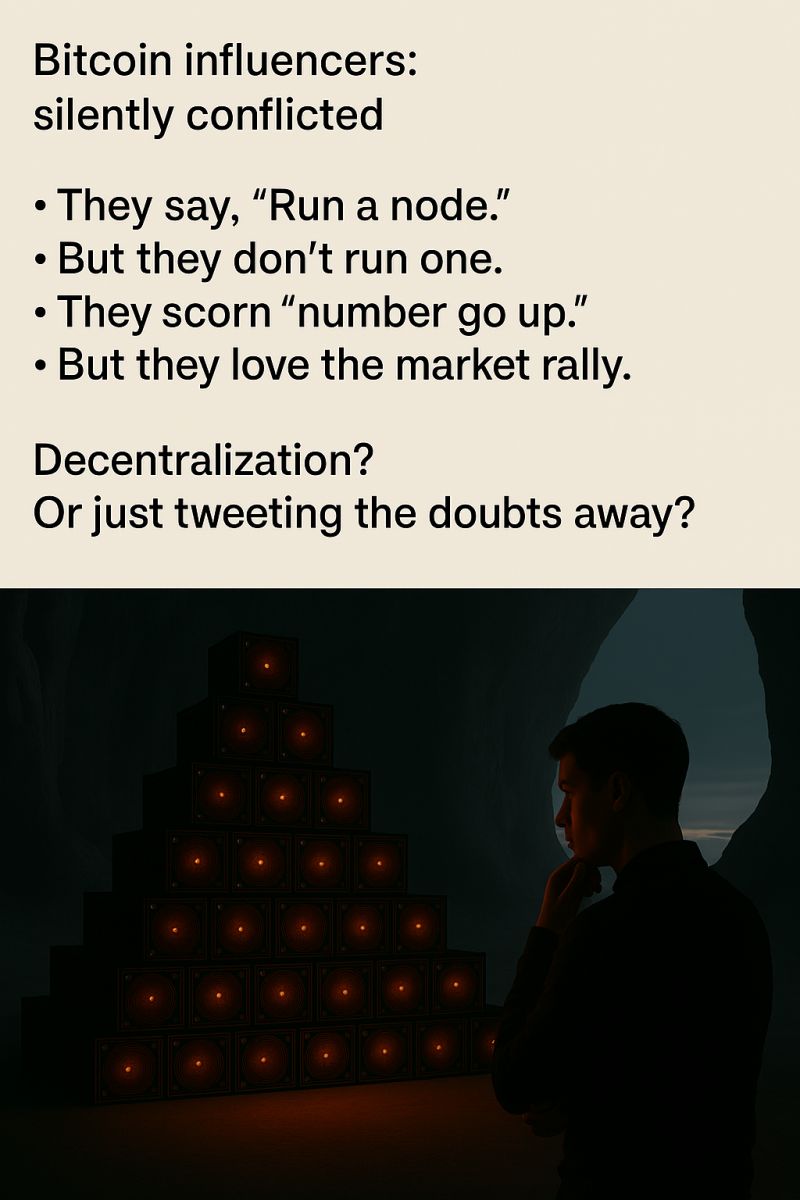 Bitcoin influencers:
silently conflicted
• They say, “Run a node.”
• But they don’t run one.
• They scorn “number go up.”
• But they love the market rally.
Decentralization?
Or just tweeting the doubts away?